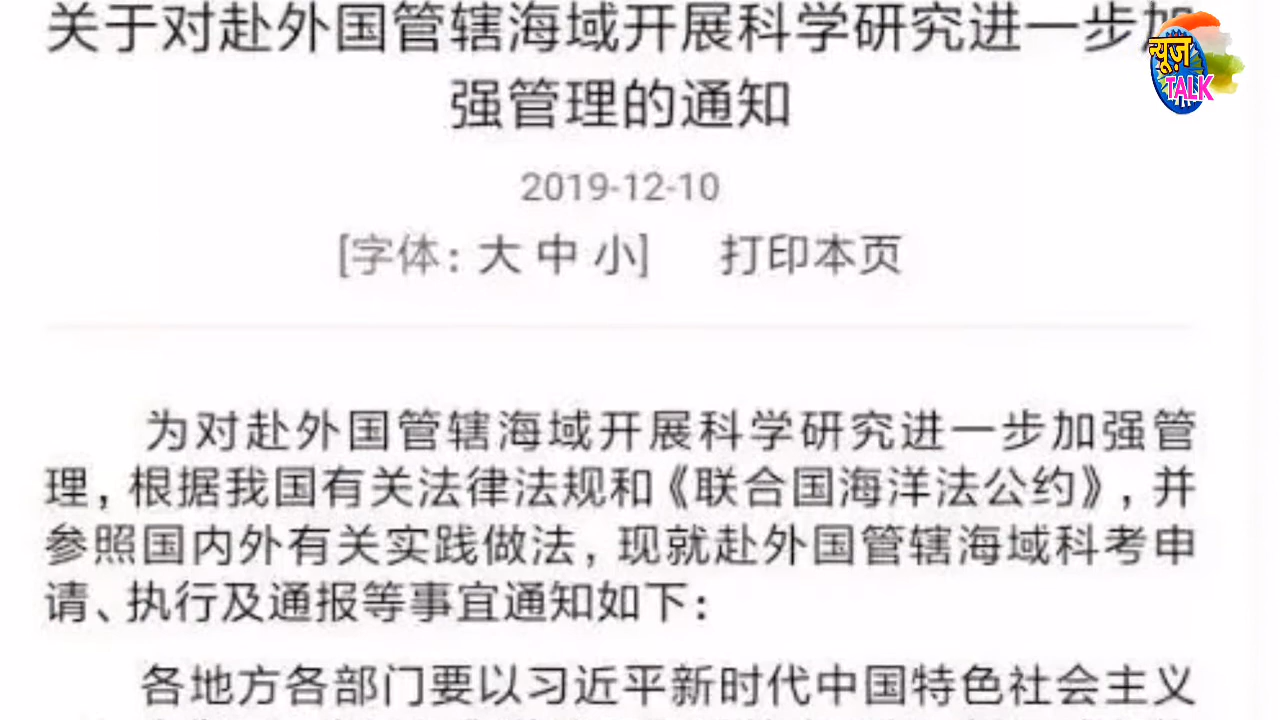 关于对赴外国管辖海域开展科学研究进一步加
强管理的通知
न्यूज़
TALK
2019-12-10
[字体：大 中 小] 打印本页
为对赴外国管辖海域开展科学研究进一步加强管
理，根据我国有关法律法规和《联合国海洋法公约》，并
参照国内外有关实践做法，现就赴外国管辖海域科考申
请、执行及通报等事宜通知如下：
各地方各部门要以习近平新时代中国特色社会主义